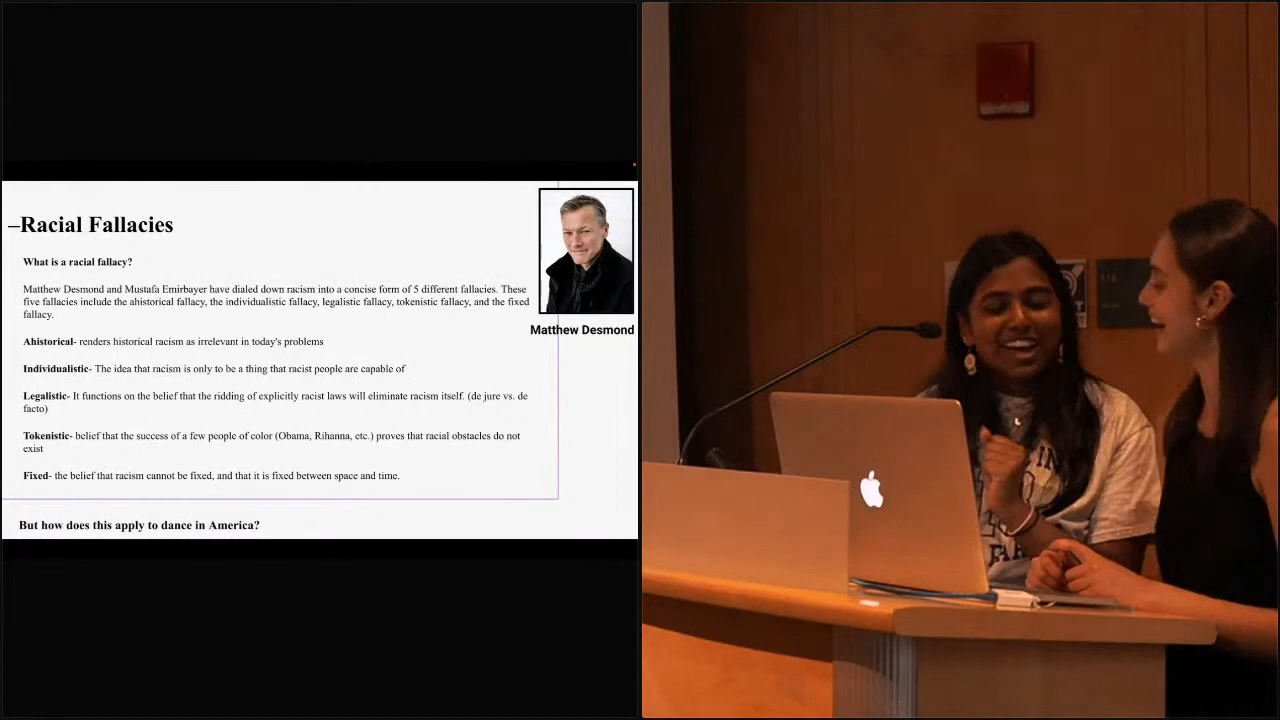 –Racial Fallacies
What is a racial fallacy?
Matthew Desmond and Mustafa Emirbayer have dialed down racism into a concise form of 5 different fallacies. These
five fallacies include the ahistorical fallacy, the individualistic fallacy, legalistic fallacy, tokenistic fallacy, and the fixed
fallacy.
Matthew Desmond
Ahistorical- renders historical racism as irrelevant in today's problems
Individualistic- The idea that racism is only to be a thing that racist people are capable of
Legalistic- It functions on the belief that the ridding of explicitly racist laws will eliminate racism itself. (de jure vs. de
facto)
Tokenistic- belief that the success of a few people of color (Obama, Rihanna, etc.) proves that racial obstacles do not
exist
Fixed- the belief that racism cannot be fixed, and that it is fixed between space and time.
But how does this apply to dance in America?